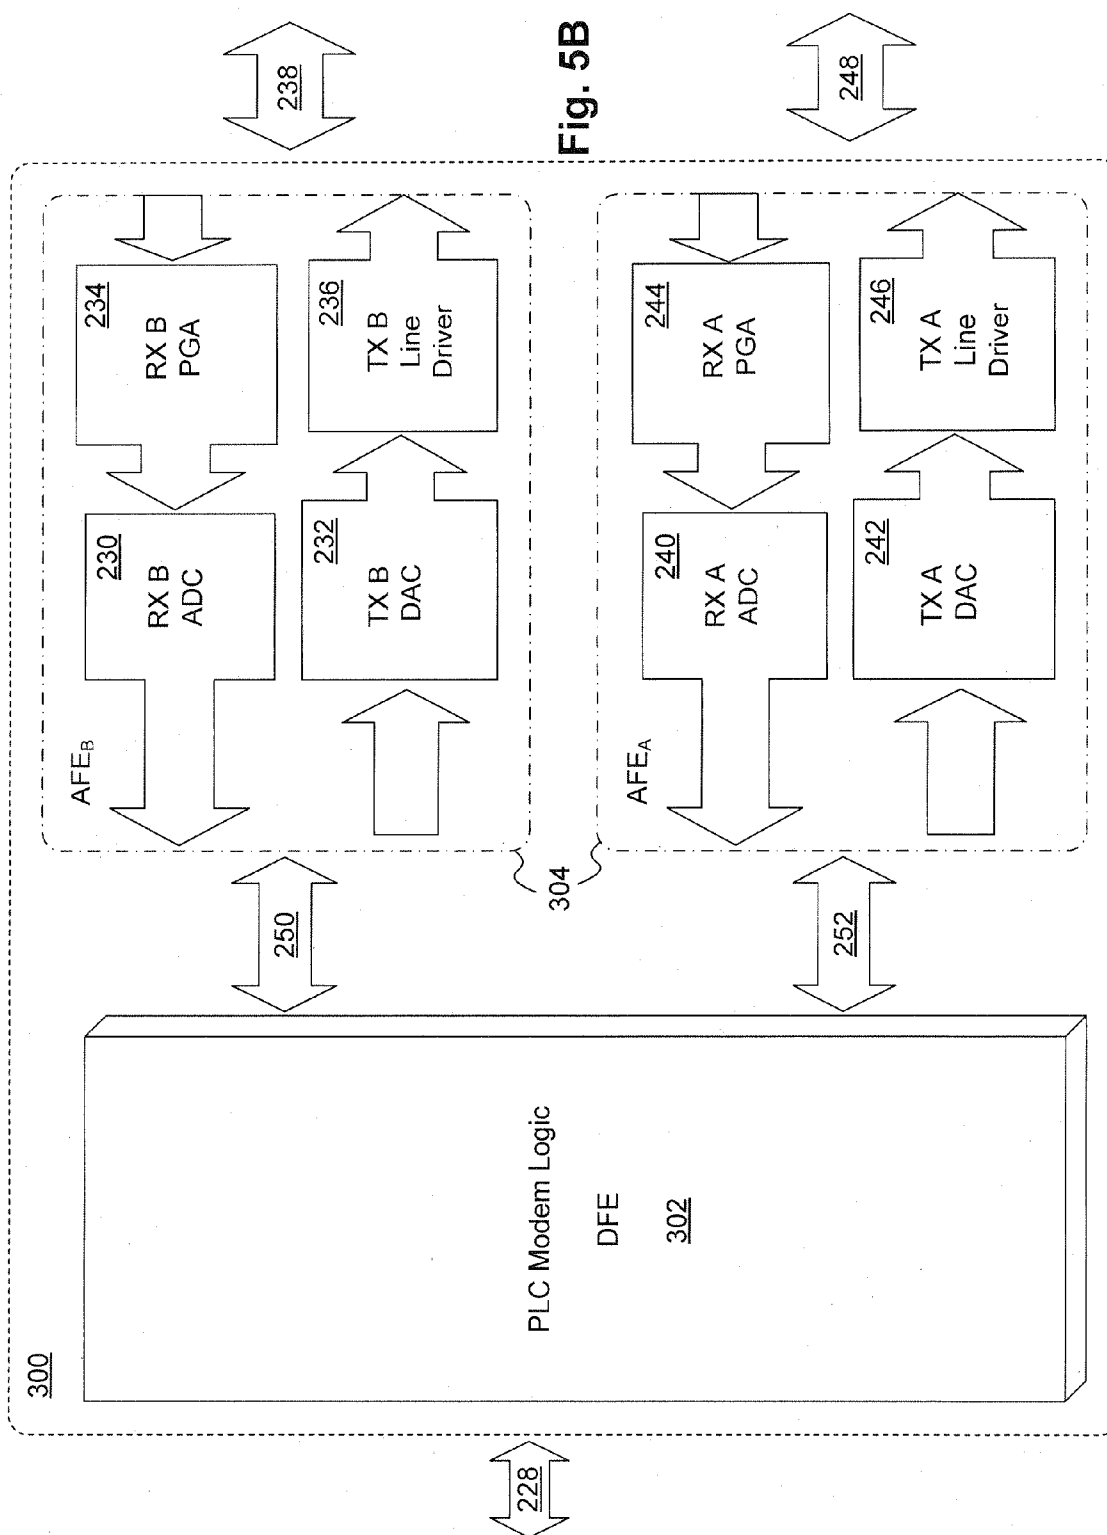 300
228
PLC Modem Logic
DFE
302
250
252
304
AFEB
230
RX B
ADC
234
RX B
PGA
232
TX B
DAC
236
TX B
Line
Driver
238
AFEA
240
RX A
ADC
244
RX A
PGA
242
TX A
DAC
246
TX A
Line
Driver
248
Fig. 5B